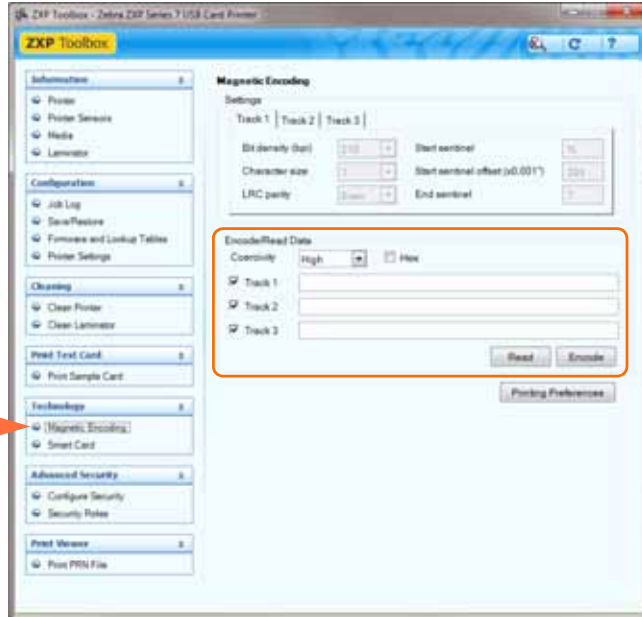 ZXP Toolbox - Zebra ZXP Series 7 USB Card Printer
ZXP Toolbox
Information
Printer
Printer Sensors
Media
Laminator
Configuration
Job Log
Save/Restore
Firmware and Lookup Tables
Printer Settings
Cleaning
Clean Printer
Clean Laminator
Print Test Card
Print Sample Card
Technology
Magnetic Encoding
Smart Card
Advanced Security
Configure Security
Security Roles
Print Viewer
Print PRN File
Magnetic Encoding
Settings
Track 1 Track 2 Track 3
Bit density (bpi) 210 Start sentinel %
Character size 7 Start sentinel offset (x0.001")
LRC parity Even End sentinel ?
Encode/Read Data
Coercivity High Hex
Track 1
Track 2
Track 3
Read Encode
Printing Preferences